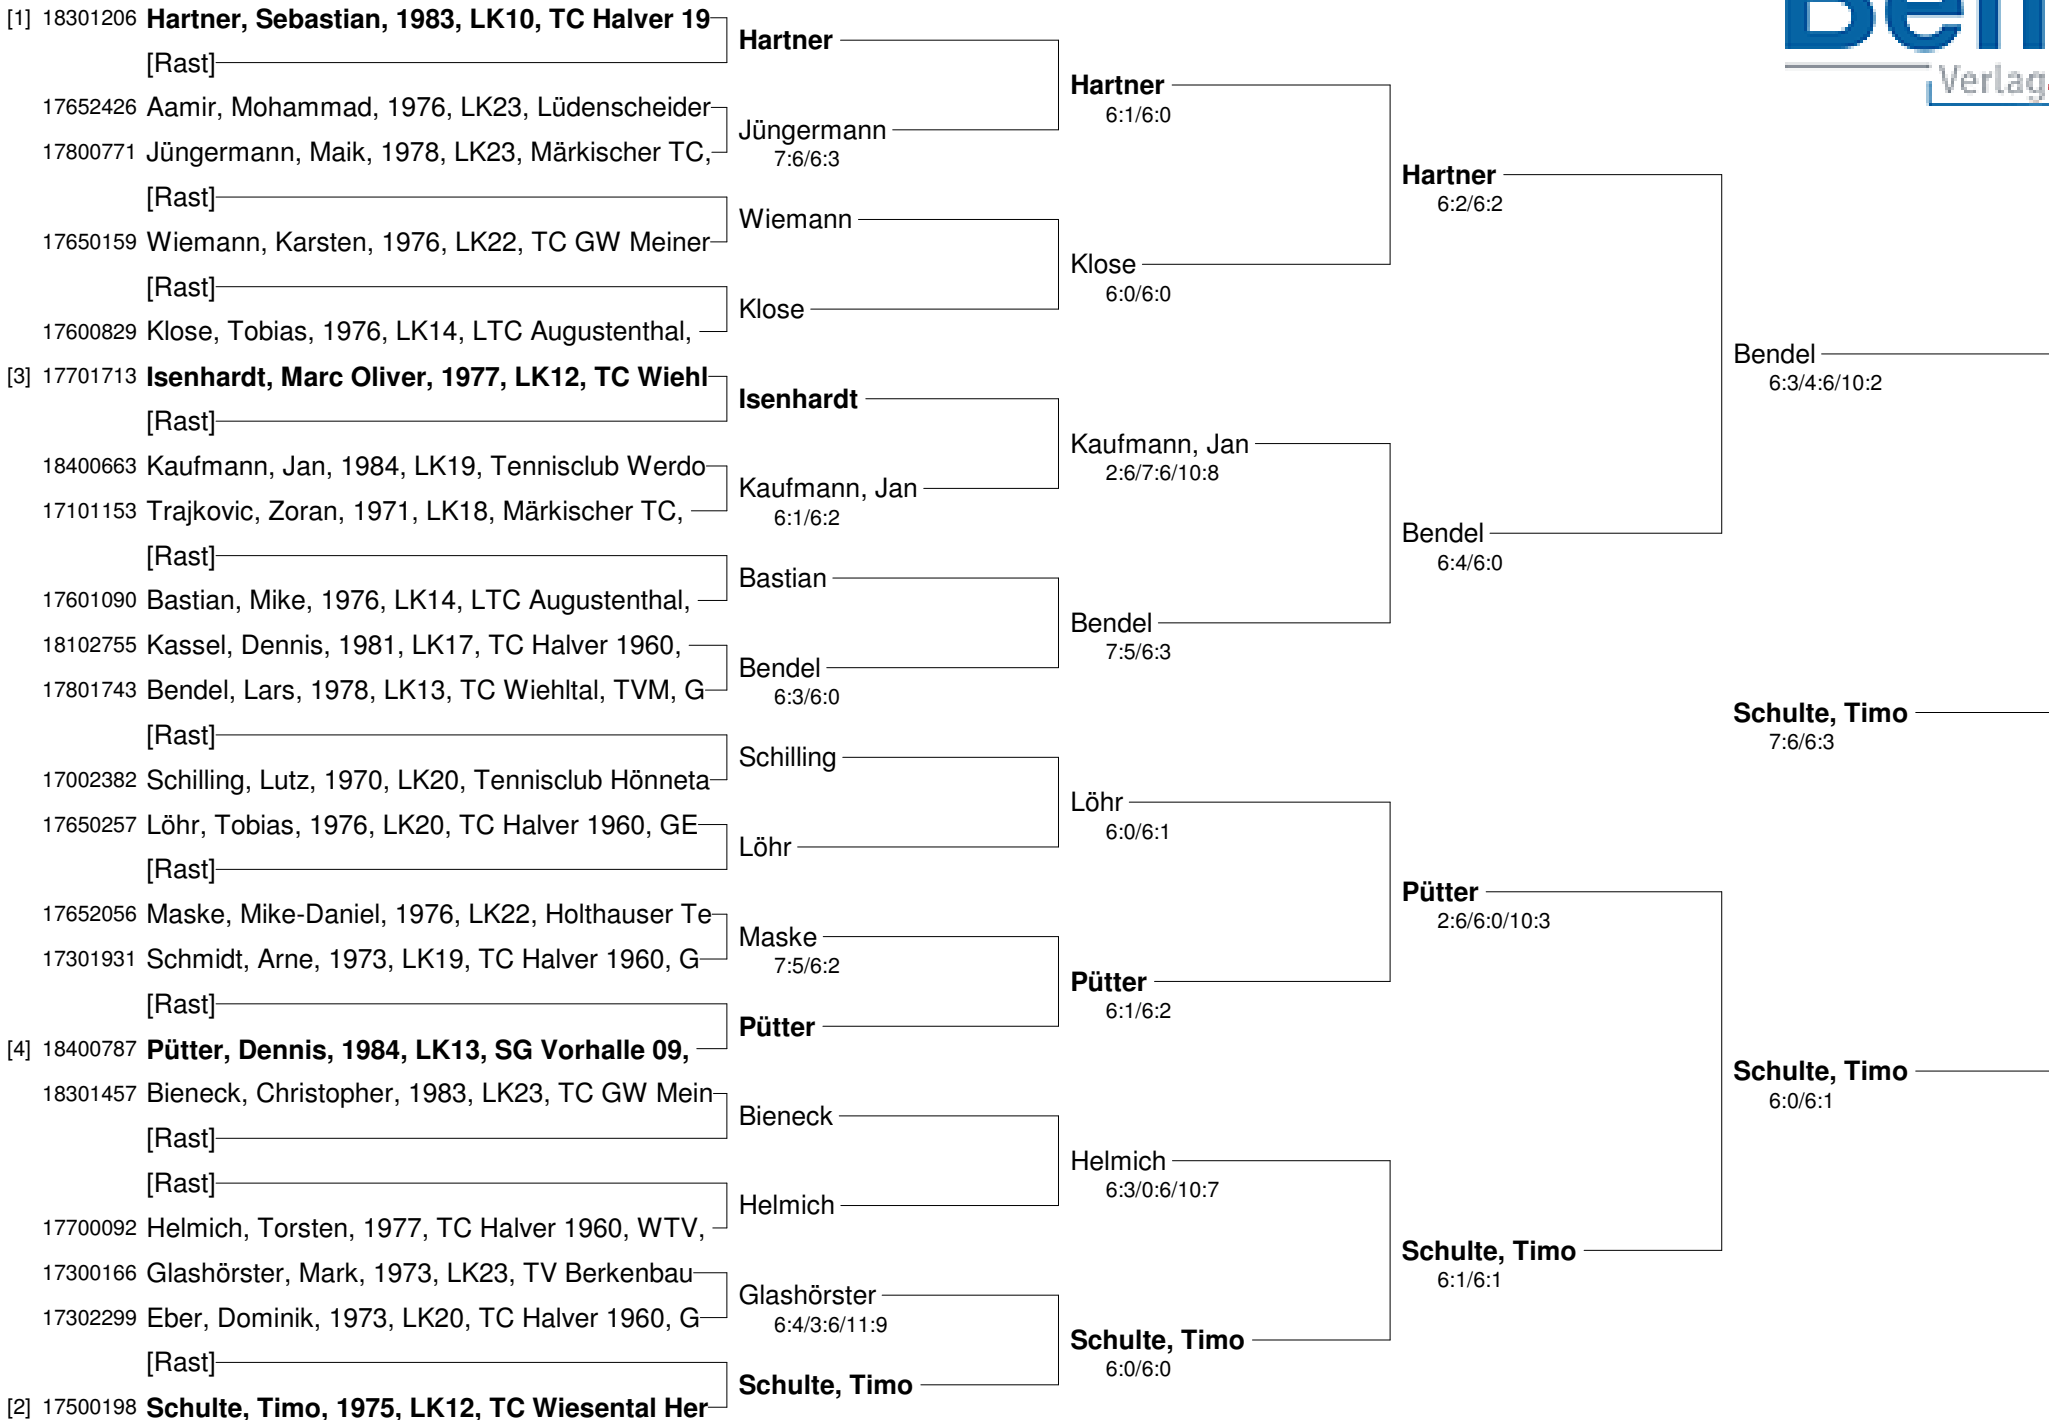 [1] 18301206 Hartner, Sebastian, 1983, LK10, TC Halver 19
[Rast]
17652426 Aamir, Mohammad, 1976, LK23, Lüdenscheider
17800771 Jüngermann, Maik, 1978, LK23, Märkischer TC,
[Rast]
17650159 Wiemann, Karsten, 1976, LK22, TC GW Meiner
[Rast]
17600829 Klose, Tobias, 1976, LK14, LTC Augustenthal,
[3] 17701713 Isenhardt, Marc Oliver, 1977, LK12, TC Wiehl
[Rast]
18400663 Kaufmann, Jan, 1984, LK19, Tennisclub Werdo
17101153 Trajkovic, Zoran, 1971, LK18, Märkischer TC,
[Rast]
17601090 Bastian, Mike, 1976, LK14, LTC Augustenthal,
18102755 Kassel, Dennis, 1981, LK17, TC Halver 1960,
17801743 Bendel, Lars, 1978, LK13, TC Wiehltal, TVM, G
[Rast]
17002382 Schilling, Lutz, 1970, LK20, Tennisclub Hönneta
17650257 Löhr, Tobias, 1976, LK20, TC Halver 1960, GE
[Rast]
17652056 Maske, Mike-Daniel, 1976, LK22, Holthauser Te
17301931 Schmidt, Arne, 1973, LK19, TC Halver 1960, G
[Rast]
[4] 18400787 Pütter, Dennis, 1984, LK13, SG Vorhalle 09,
18301457 Bieneck, Christopher, 1983, LK23, TC GW Mein
[Rast]
[Rast]
17700092 Helmich, Torsten, 1977, TC Halver 1960, WTV,
17300166 Glashörster, Mark, 1973, LK23, TV Berkenbau
17302299 Eber, Dominik, 1973, LK20, TC Halver 1960, G
[Rast]
[2] 17500198 Schulte, Timo, 1975, LK12, TC Wiesental Her
Hartner
Jüngermann
7:6/6:3
Wiemann
Klose
Isenhardt
Kaufmann, Jan
6:1/6:2
Bastian
Bendel
6:3/6:0
Schilling
Löhr
Maske
7:5/6:2
Pütter
Bieneck
Helmich
Glashörster
6:4/3:6/11:9
Schulte, Timo
Hartner
6:1/6:0
Klose
6:0/6:0
Kaufmann, Jan
2:6/7:6/10:8
Bendel
7:5/6:3
Löhr
6:0/6:1
Pütter
6:1/6:2
Helmich
6:3/0:6/10:7
Schulte, Timo
6:0/6:0
Hartner
6:2/6:2
Bendel
6:4/6:0
Pütter
2:6/6:0/10:3
Schulte, Timo
6:1/6:1
Bendel
6:3/4:6/10:2
Schulte, Timo
7:6/6:3
Schulte, Timo
6:0/6:1
Verlag